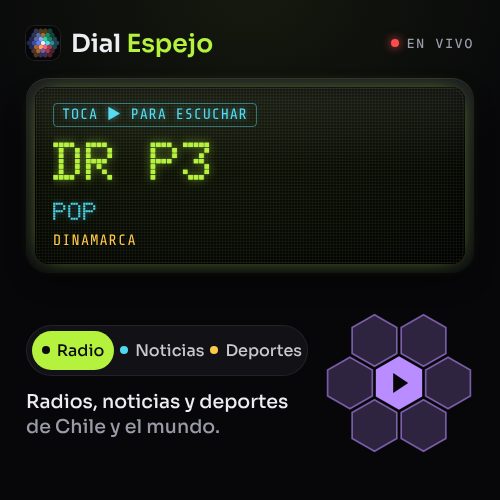 Dial Espejo
EN VIVO
TOCA ▶ PARA ESCUCHAR
DR P3
POP
DINAMARCA
Radio Noticias Deportes
Radios, noticias y deportes
de Chile y el mundo.